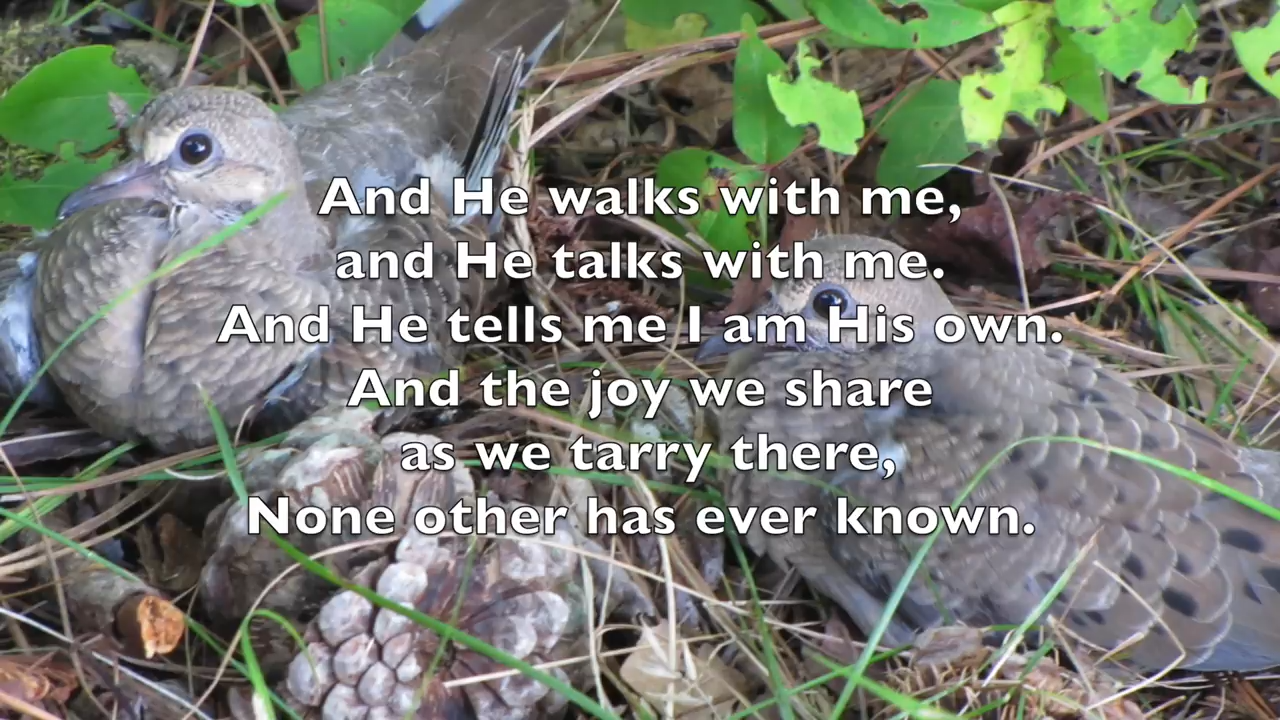 And He walks with me,
and He talks with me.
And He tells me I am His own.
And the joy we share
as we tarry there,
None other has ever known.